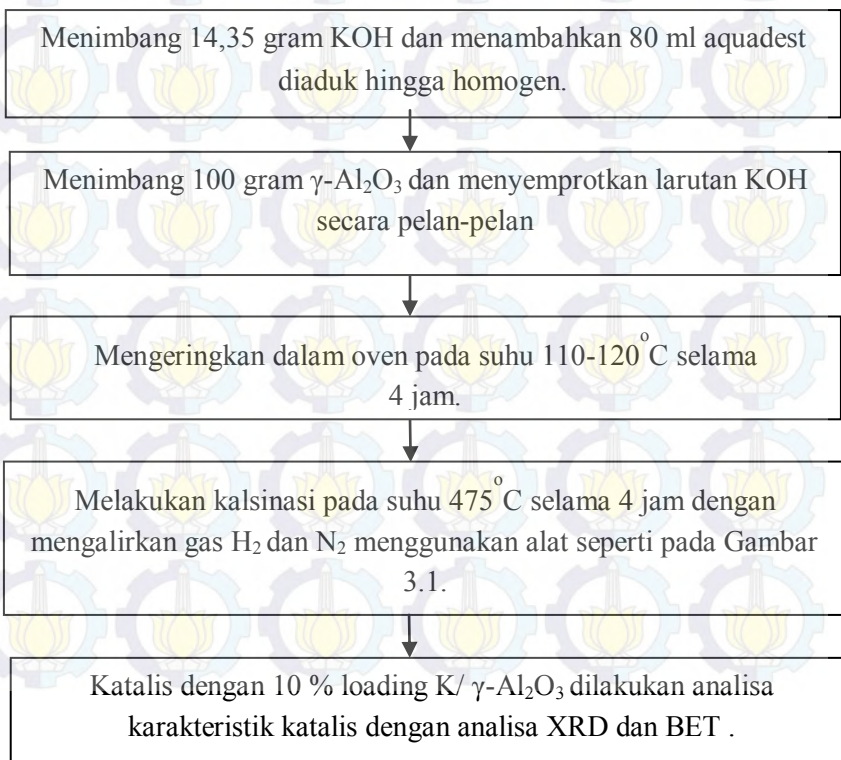 Menimbang 14,35 gram KOH dan menambahkan 80 ml aquadest
diaduk hingga homogen.
Menimbang 100 gram γ-Al₂O₃ dan menyemprotkan larutan KOH
secara pelan-pelan
Mengeringkan dalam oven pada suhu 110-120°C selama
4 jam.
Melakukan kalsinasi pada suhu 475°C selama 4 jam dengan
mengalirkan gas H₂ dan N₂ menggunakan alat seperti pada Gambar
3.1.
Katalis dengan 10 % loading K/ γ-Al₂O₃ dilakukan analisa
karakteristik katalis dengan analisa XRD dan BET .